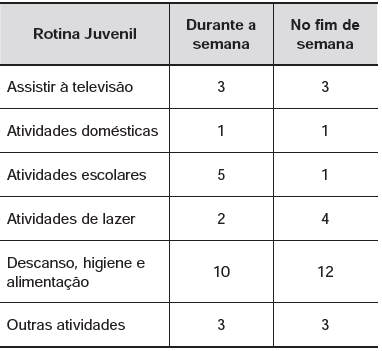 Rotina Juvenil Durante a semana No fim de semana
Assistir à televisão 3 3
Atividades domésticas 1 1
Atividades escolares 5 1
Atividades de lazer 2 4
Descanso, higiene e alimentação 10 12
Outras atividades 3 3